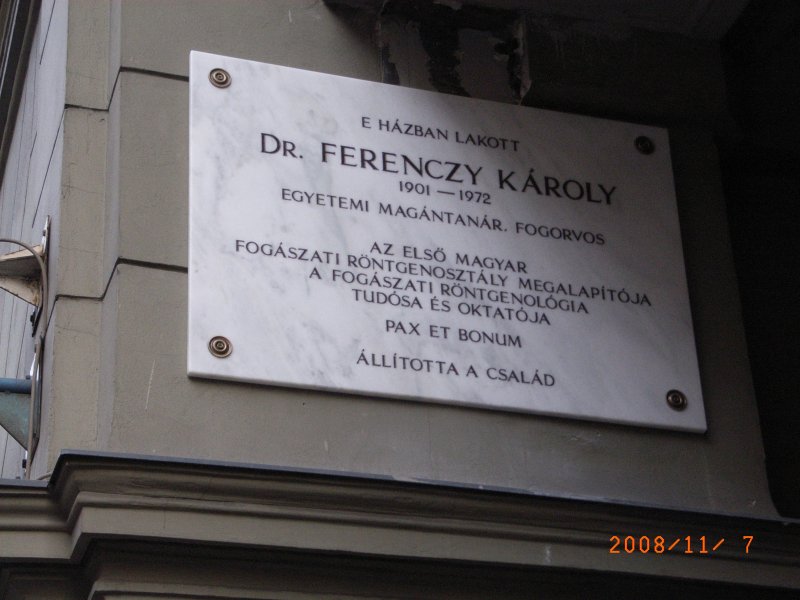 E HÁZBAN LAKOTT
DR. FERENCZY KÁROLY
1901 — 1972
EGYETEMI MAGÁNTANÁR, FOGORVOS
AZ ELSŐ MAGYAR
FOGÁSZATI RÖNTGENOSZTÁLY MEGALAPÍTÓJA
A FOGÁSZATI RÖNTGENOLÓGIA
TUDÓSA ÉS OKTATÓJA
PAX ET BONUM
ÁLLÍTOTTA A CSALÁD
2008/11/ 7